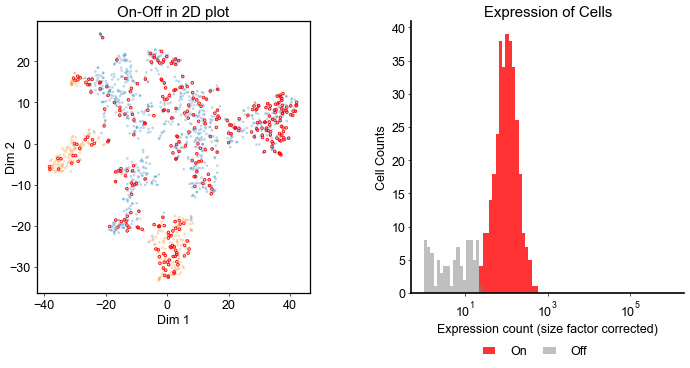 On-Off in 2D plot
Dim 2
20
10
0
−10
−20
−30
−40
−20
0
20
40
Dim 1
Expression of Cells
Cell Counts
40
35
30
25
20
15
10
5
0
10^1
10^3
10^5
Expression count (size factor corrected)
On
Off